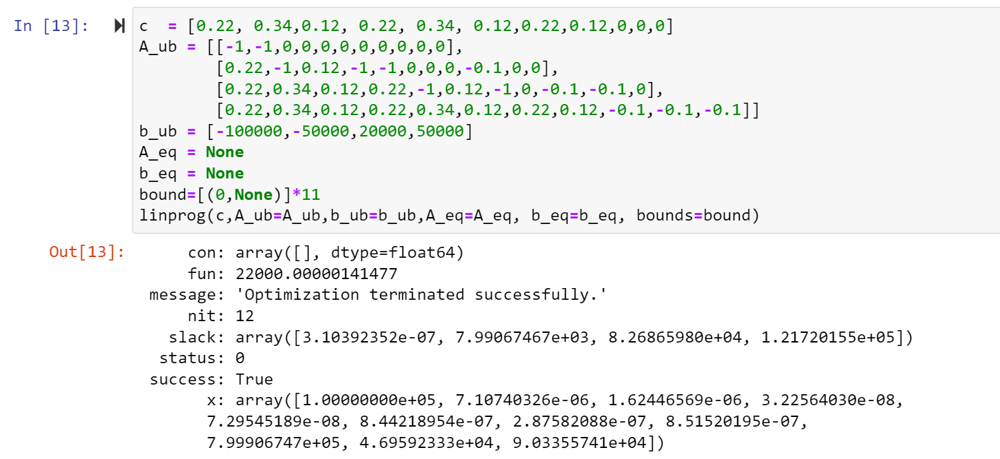 In [13]: c  = [0.22, 0.34,0.12, 0.22, 0.34, 0.12,0.22,0.12,0,0,0]
A_ub = [[-1,-1,0,0,0,0,0,0,0,0,0],
[0.22,-1,0.12,-1,-1,0,0,0,-0.1,0,0],
[0.22,0.34,0.12,0.22,-1,0.12,-1,0,-0.1,-0.1,0],
[0.22,0.34,0.12,0.22,0.34,0.12,0.22,0.12,-0.1,-0.1,-0.1]]
b_ub = [-100000,-50000,20000,50000]
A_eq = None
b_eq = None
bound=[(0,None)]*11
linprog(c,A_ub=A_ub,b_ub=b_ub,A_eq=A_eq, b_eq=b_eq, bounds=bound)
Out[13]: con: array([], dtype=float64)
fun: 22000.00000141477
message: 'Optimization terminated successfully.'
nit: 12
slack: array([3.10392352e-07, 7.99067467e+03, 8.26865980e+04, 1.21720155e+05])
status: 0
success: True
x: array([1.00000000e+05, 7.10740326e-06, 1.62446569e-06, 3.22564030e-08,
7.29545189e-08, 8.44218954e-07, 2.87582088e-07, 8.51520195e-07,
7.99906747e+05, 4.69592333e+04, 9.03355741e+04])